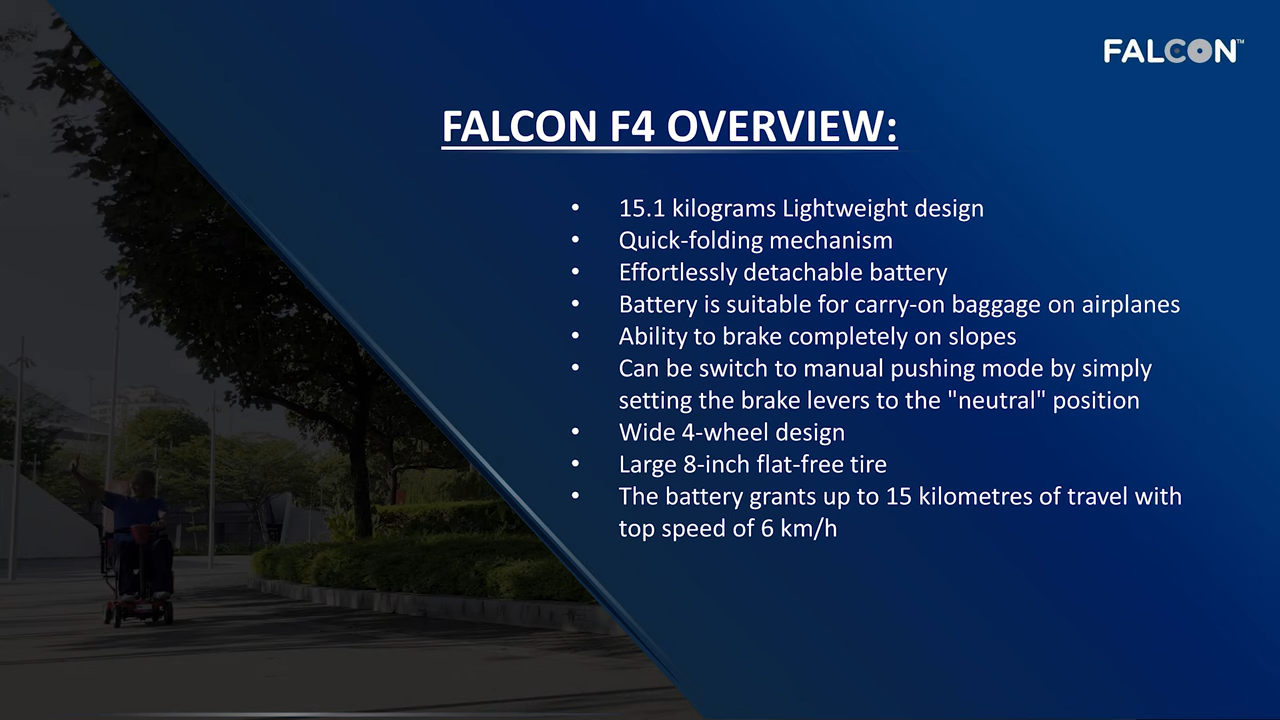 FALCON™
FALCON F4 OVERVIEW:
• 15.1 kilograms Lightweight design
• Quick-folding mechanism
• Effortlessly detachable battery
• Battery is suitable for carry-on baggage on airplanes
• Ability to brake completely on slopes
• Can be switch to manual pushing mode by simply
setting the brake levers to the "neutral" position
• Wide 4-wheel design
• Large 8-inch flat-free tire
• The battery grants up to 15 kilometres of travel with
top speed of 6 km/h